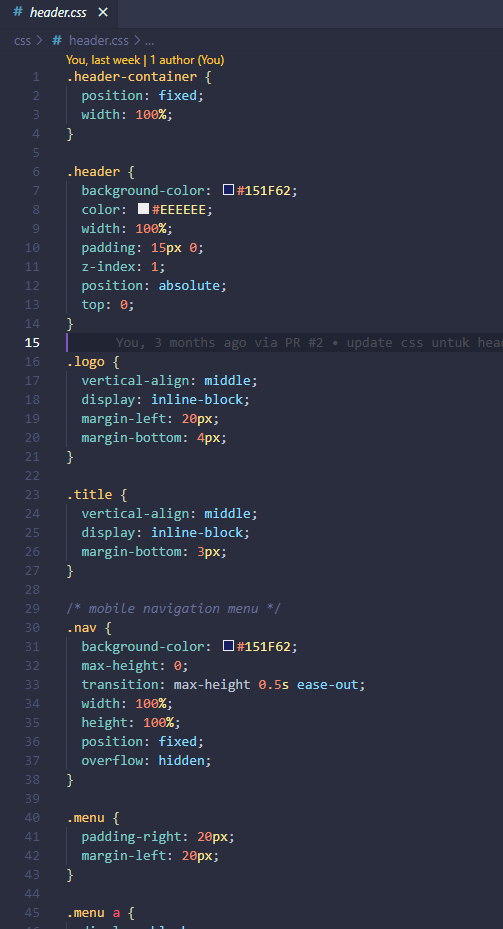 # header.css ×
css > # header.css > ...
You, last week | 1 author (You)
1 .header-container {
2 position: fixed;
3 width: 100%;
4 }
5
6 .header {
7 background-color: #151F62;
8 color: #EEEEEE;
9 width: 100%;
10 padding: 15px 0;
11 z-index: 1;
12 position: absolute;
13 top: 0;
14 }
15 You, 3 months ago via PR #2 • update css untuk
16 .logo {
17 vertical-align: middle;
18 display: inline-block;
19 margin-left: 20px;
20 margin-bottom: 4px;
21 }
22
23 .title {
24 vertical-align: middle;
25 display: inline-block;
26 margin-bottom: 3px;
27 }
28
29 /* mobile navigation menu */
30 .nav {
31 background-color: #151F62;
32 max-height: 0;
33 transition: max-height 0.5s ease-out;
34 width: 100%;
35 height: 100%;
36 position: fixed;
37 overflow: hidden;
38 }
39
40 .menu {
41 padding-right: 20px;
42 margin-left: 20px;
43 }
44
45 .menu a {